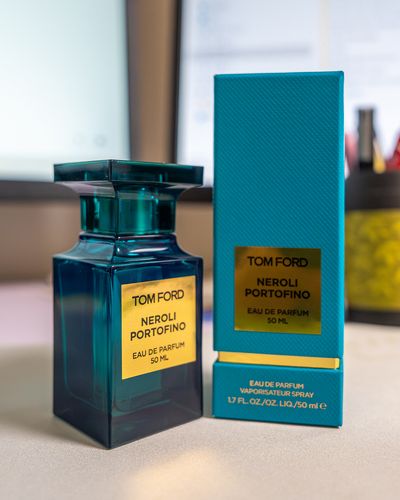 TOM FORD
NEROLI
PORTOFINO
EAU DE PARFUM
50 ML
TOM FORD
NEROLI
PORTOFINO
EAU DE PARFUM
50 ML
EAU DE PARFUM
VAPORISATEUR SPRAY
1.7 FL. OZ./OZ. LIQ./50 ml ℮